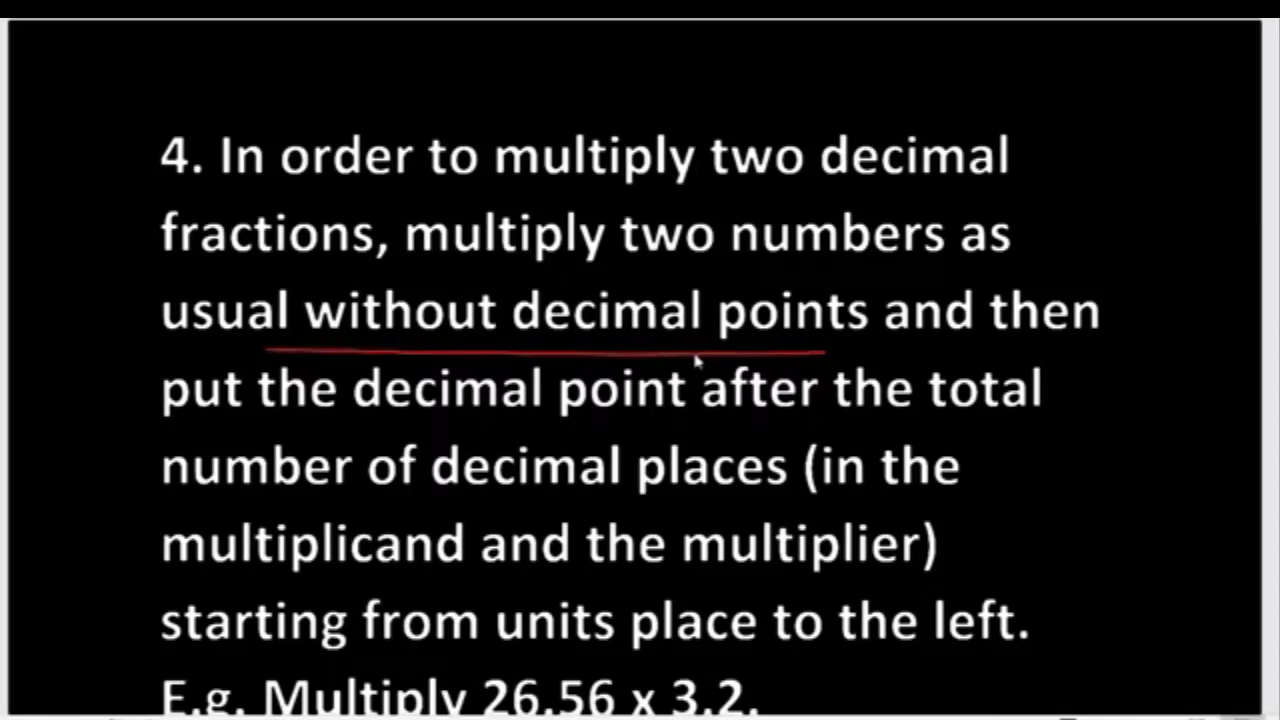 4. In order to multiply two decimal
fractions, multiply two numbers as
usual without decimal points and then
put the decimal point after the total
number of decimal places (in the
multiplicand and the multiplier)
starting from units place to the left.
E.g. Multiply 26.56 x 3.2.